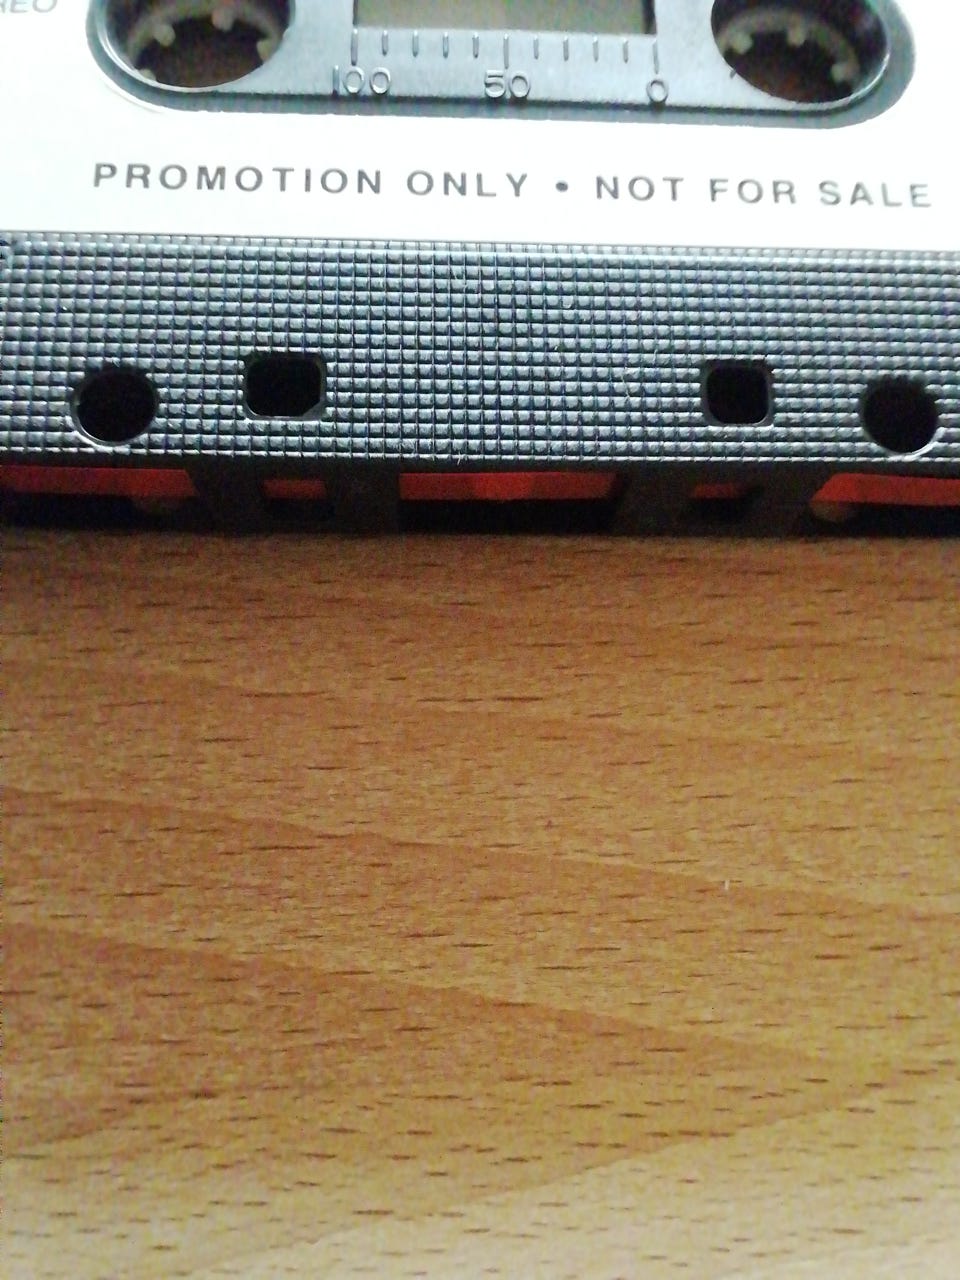 100 50 0
PROMOTION ONLY • NOT FOR SALE